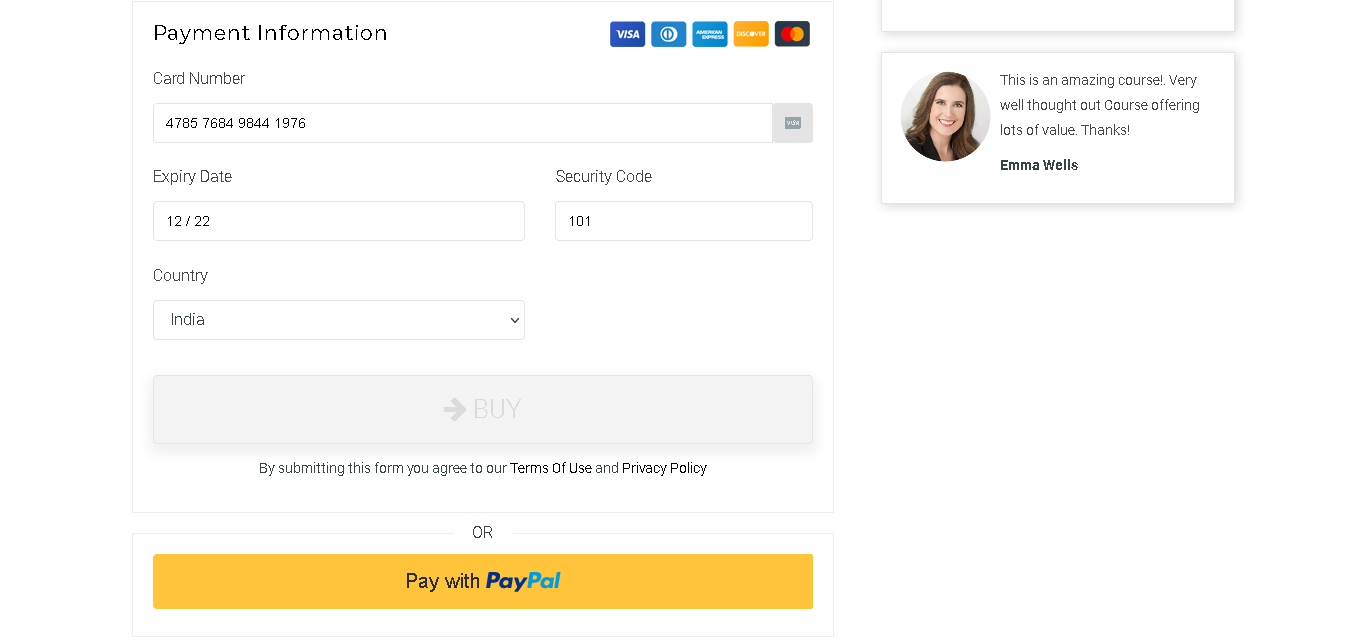 Payment Information
VISA
AMERICAN EXPRESS
DISCOVER
Card Number
4785 7684 9844 1976
VISA
Expiry Date
Security Code
12 / 22
101
Country
India
BUY
By submitting this form you agree to our Terms Of Use and Privacy Policy
OR
Pay with PayPal
This is an amazing course!. Very
well thought out Course offering
lots of value. Thanks!
Emma Wells